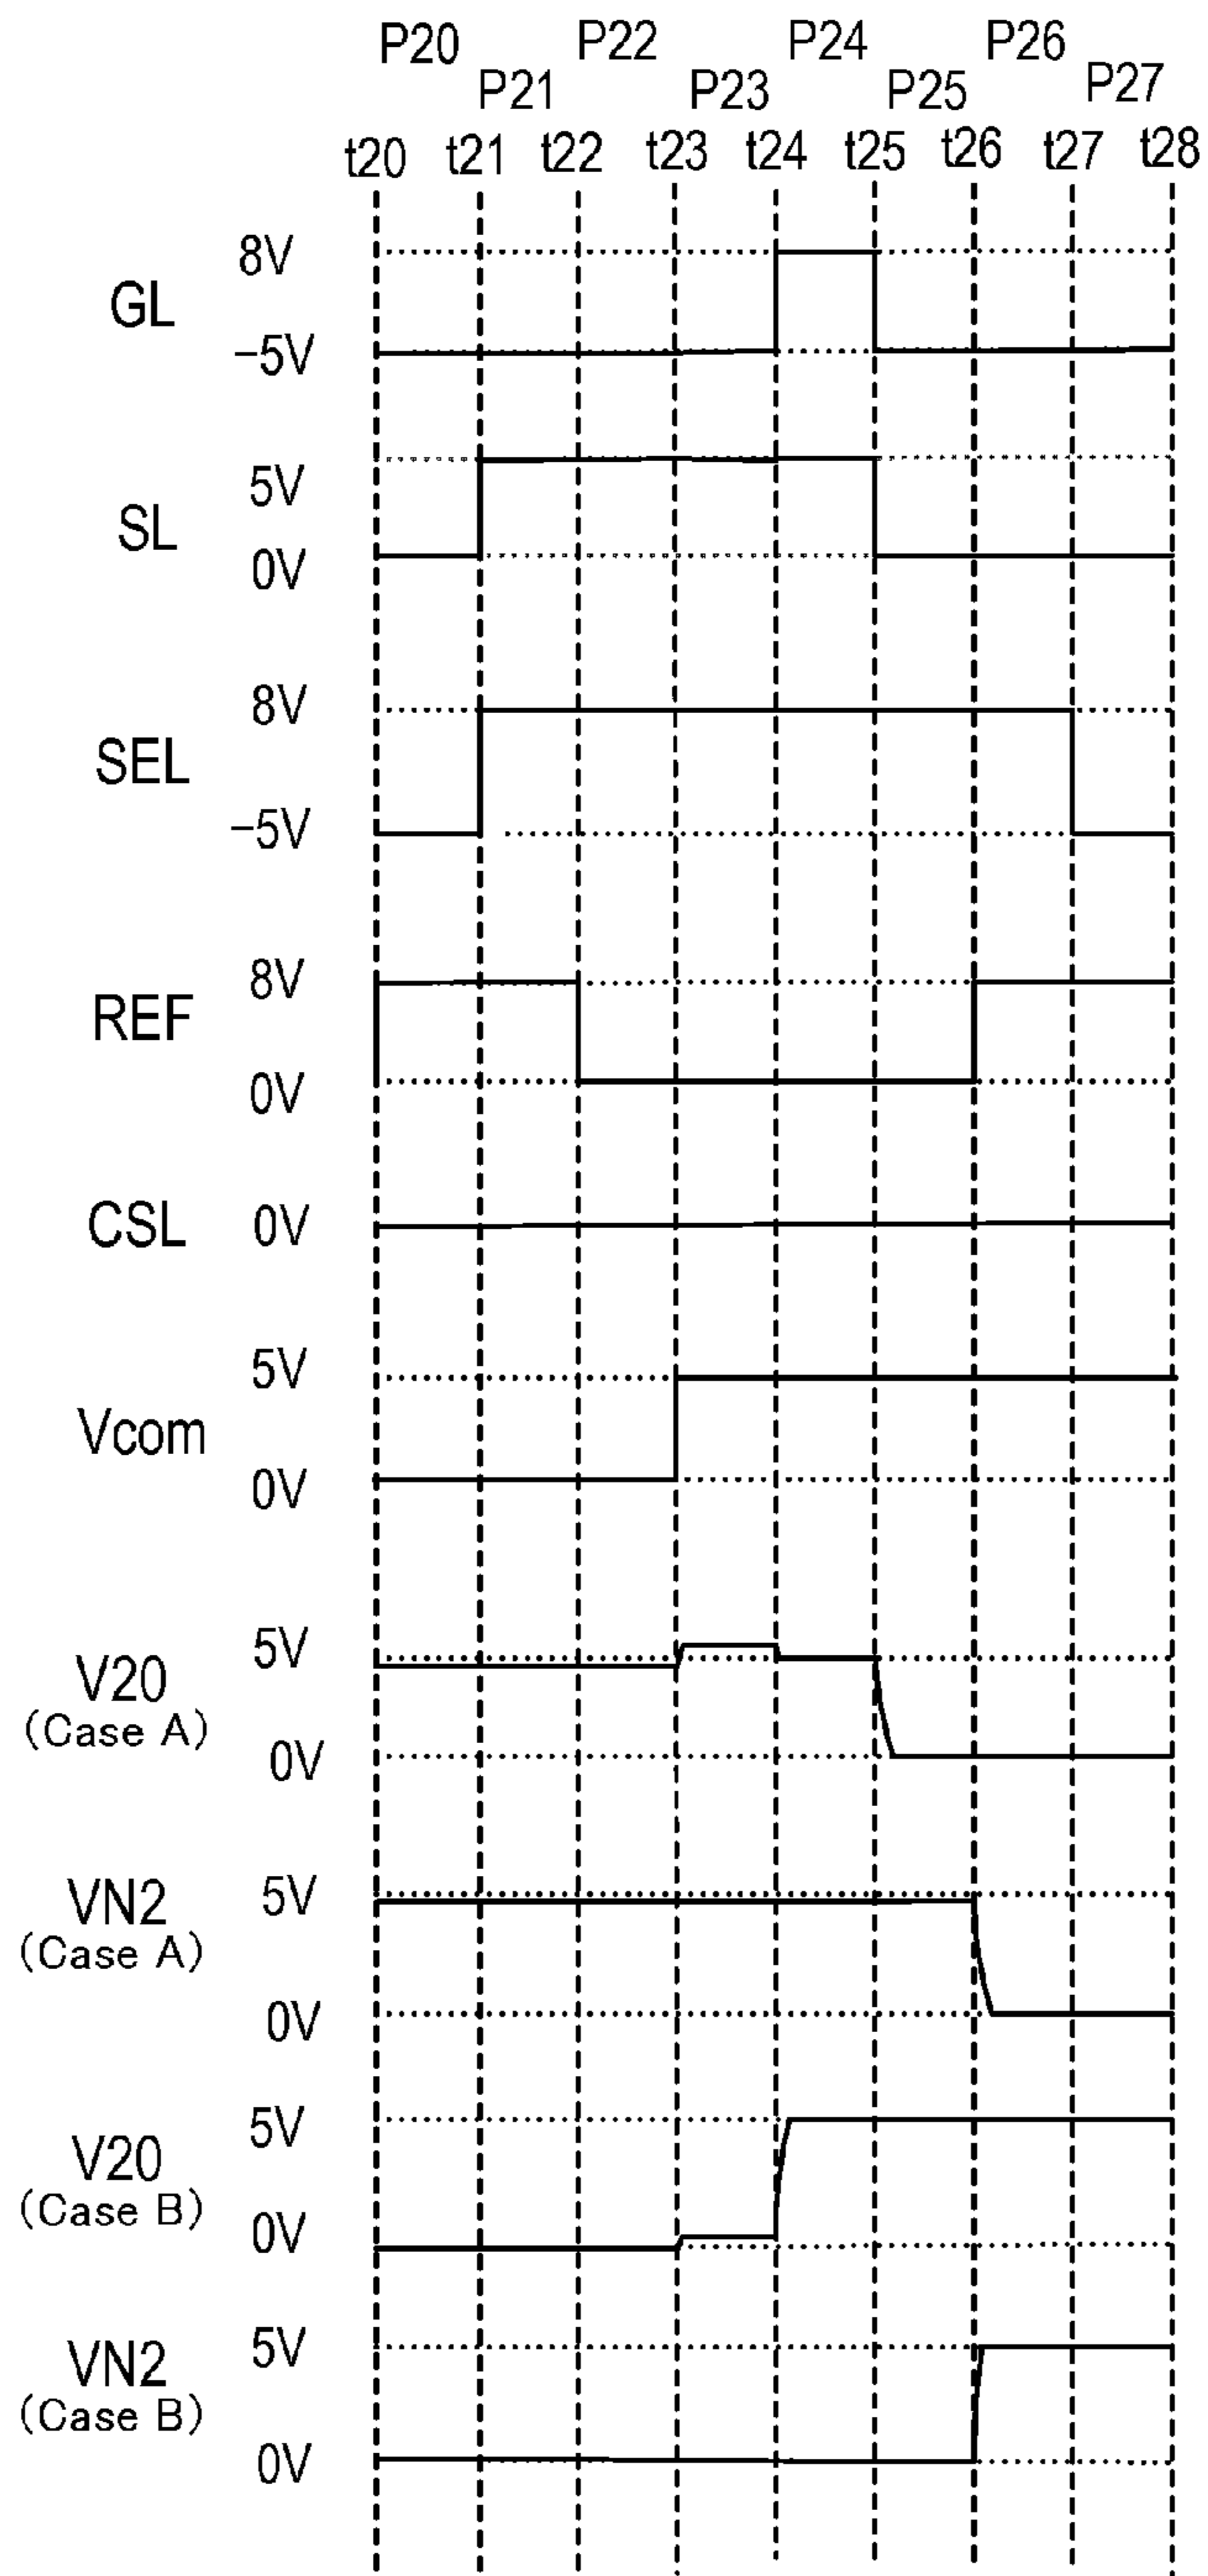 P20 P22 P24 P26
P21 P23 P25 P27
t20 t21 t22 t23 t24 t25 t26 t27 t28
8V
GL
−5V
5V
SL
0V
8V
SEL
−5V
8V
REF
0V
CSL 0V
5V
Vcom
0V
5V
V20
(Case A)
0V
5V
VN2
(Case A)
0V
5V
V20
(Case B)
0V
5V
VN2
(Case B)
0V